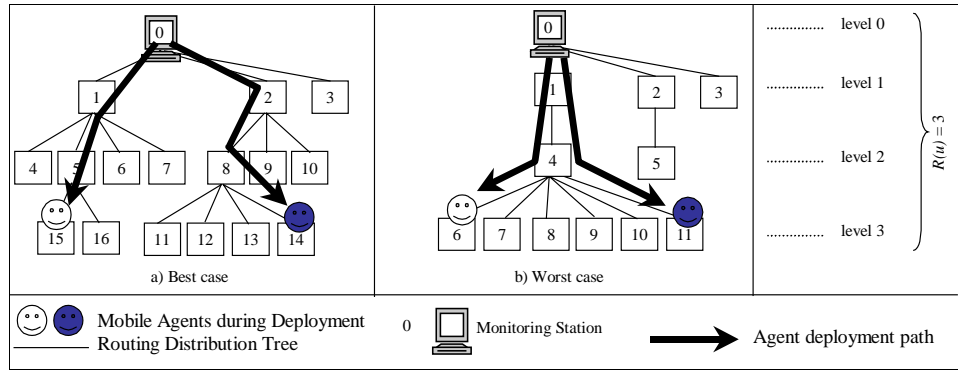 0
1 2 3
4 5 6 7 8 9 10
15 16 11 12 13 14
a) Best case
0
1 2 3
4 5
6 7 8 9 10 11
b) Worst case
............... level 0
............... level 1
............... level 2
............... level 3
R(u) = 3
Mobile Agents during Deployment
Routing Distribution Tree
0 Monitoring Station
Agent deployment path